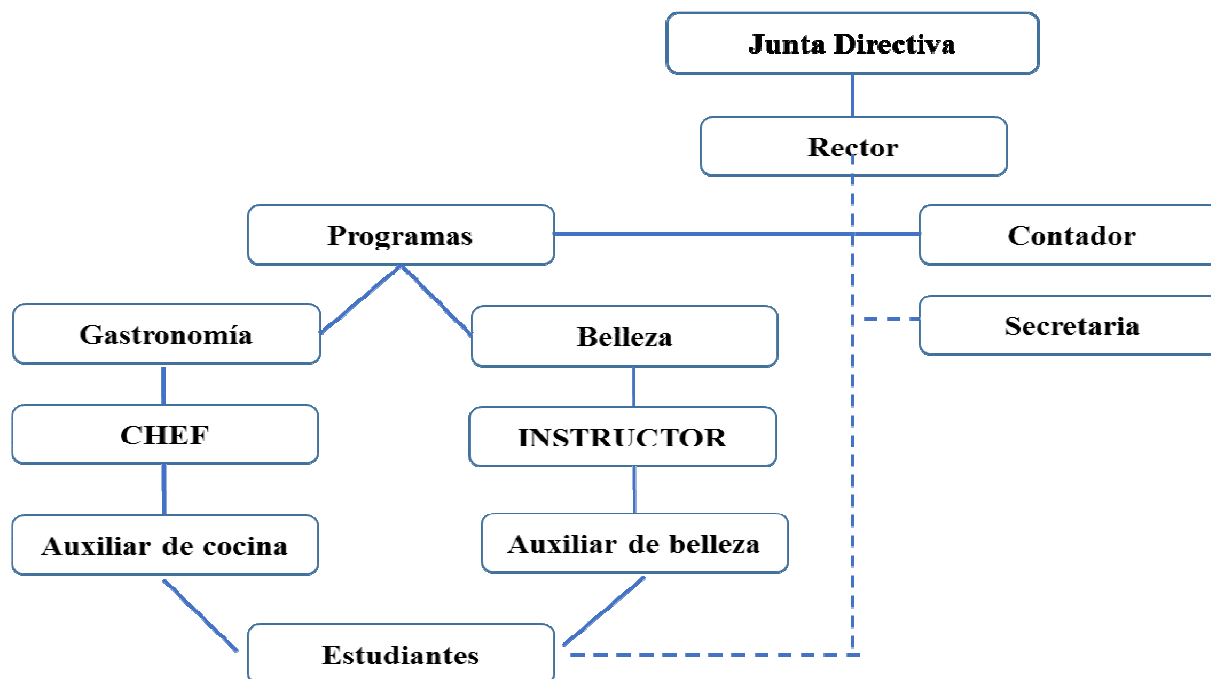 Junta Directiva
Rector
Programas
Contador
Gastronomía
Belleza
Secretaria
CHEF
INSTRUCTOR
Auxiliar de cocina
Auxiliar de belleza
Estudiantes